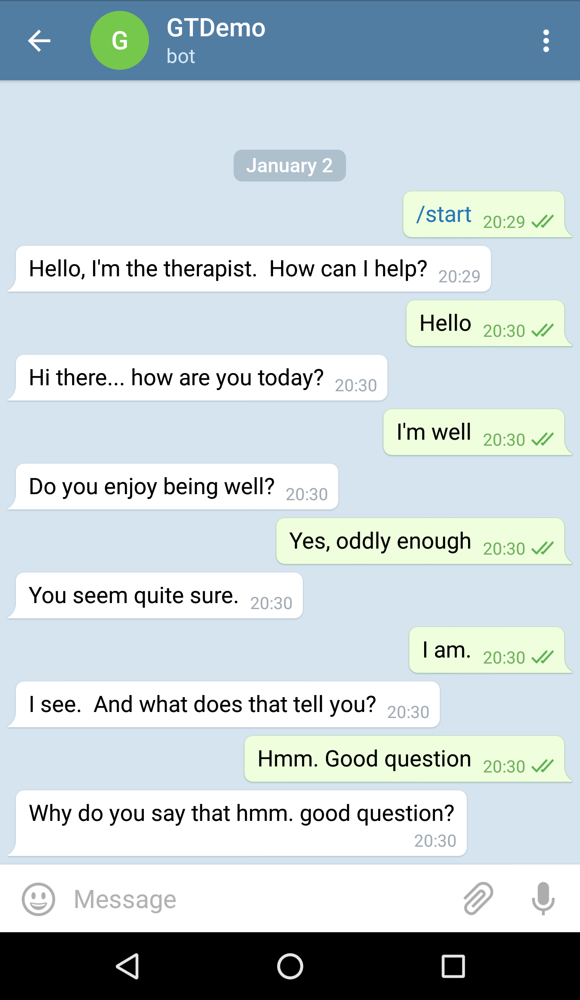 G
GTDemo
bot
January 2
/start 20:29
Hello, I'm the therapist.  How can I help? 20:29
Hello 20:30
Hi there... how are you today? 20:30
I'm well 20:30
Do you enjoy being well? 20:30
Yes, oddly enough 20:30
You seem quite sure. 20:30
I am. 20:30
I see.  And what does that tell you? 20:30
Hmm. Good question 20:30
Why do you say that hmm. good question?
20:30
Message